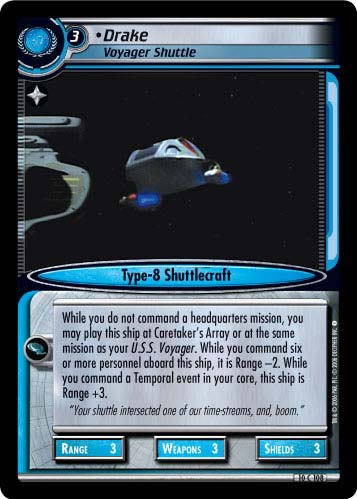 3
•Drake
Voyager Shuttle
Type-8 Shuttlecraft
While you do not command a headquarters mission, you
may play this ship at Caretaker's Array or at the same
mission as your U.S.S. Voyager. While you command six
or more personnel aboard this ship, it is Range –2. While
you command a Temporal event in your core, this ship is
Range +3.
"Your shuttle intersected one of our time-streams, and, boom."
RANGE 3 WEAPONS 3 SHIELDS 3
10 C 108